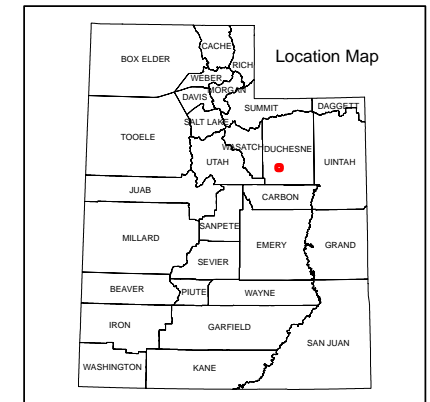 Location Map
BOX ELDER
CACHE
RICH
WEBER
MORGAN
DAVIS
SUMMIT
DAGGETT
SALT LAKE
TOOELE
WASATCH
DUCHESNE
UTAH
UINTAH
JUAB
CARBON
SANPETE
MILLARD
EMERY
GRAND
SEVIER
BEAVER
PIUTE
WAYNE
IRON
GARFIELD
SAN JUAN
WASHINGTON
KANE